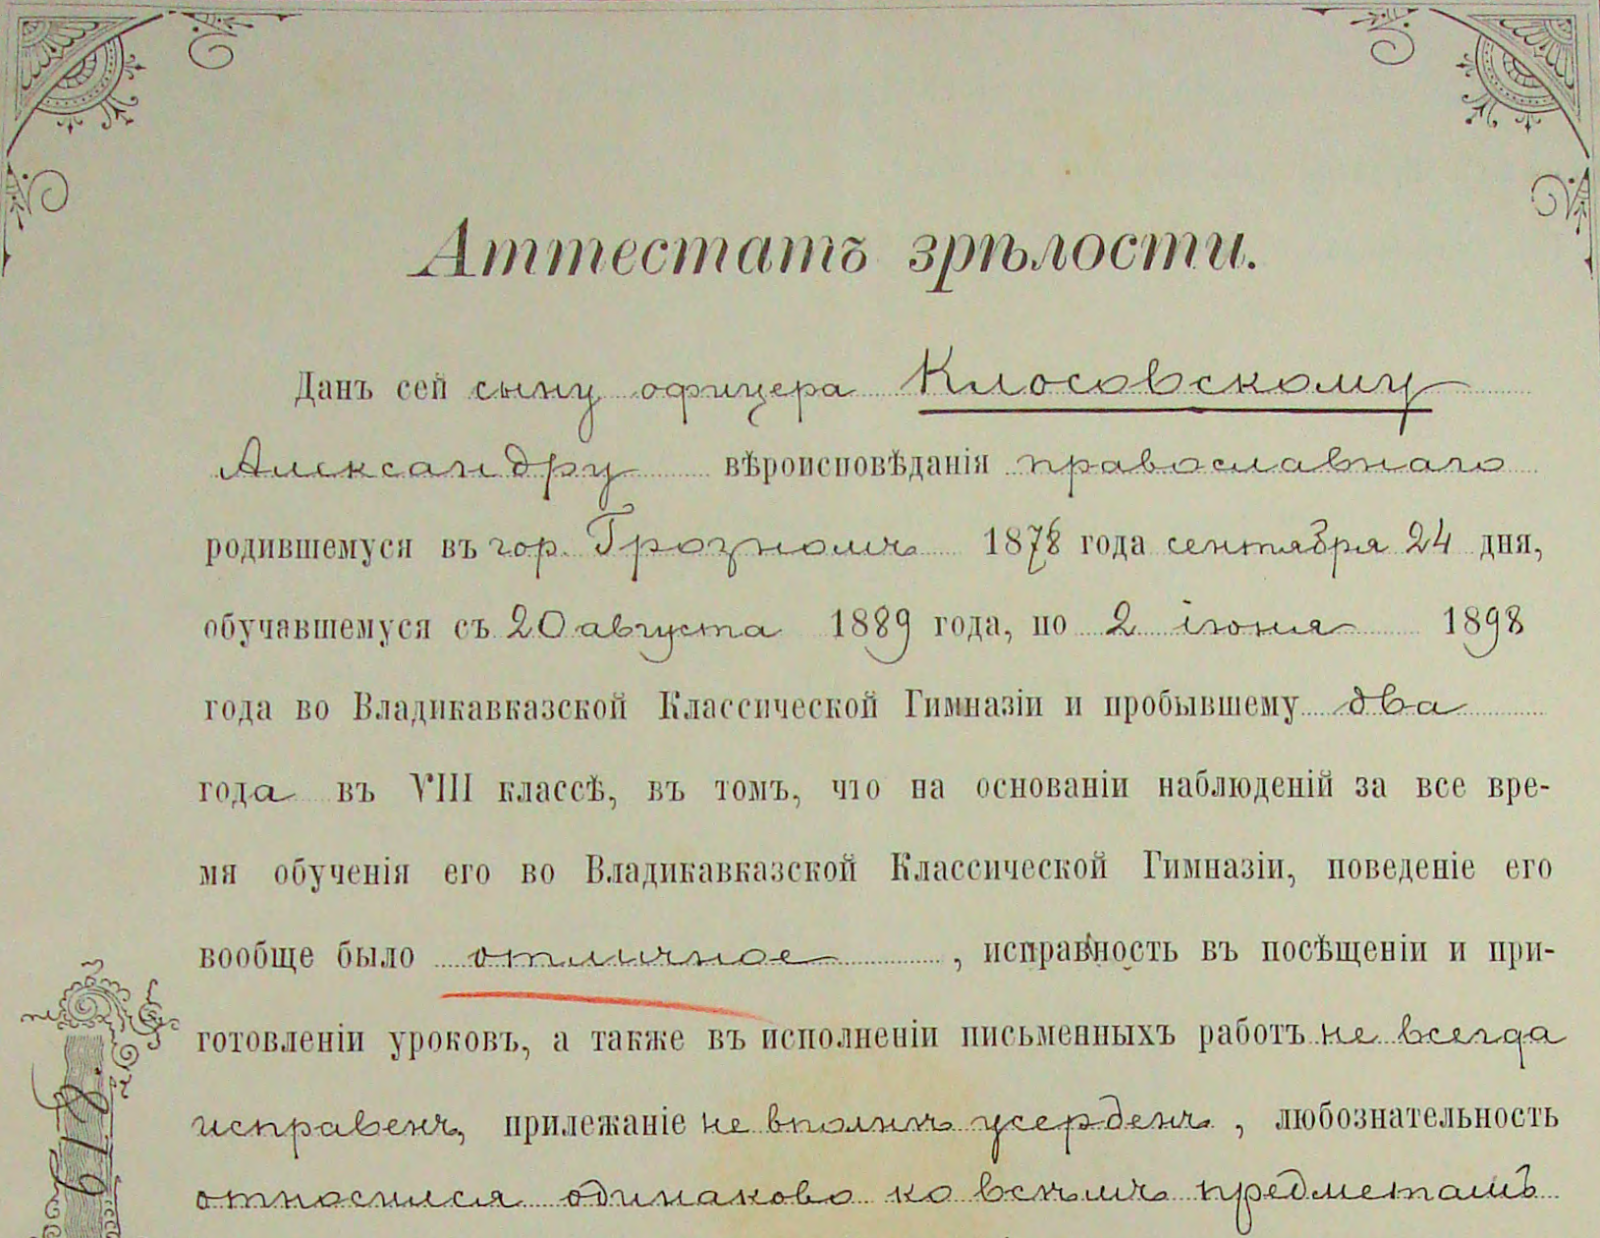 Аттестатъ зрѣлости.
Данъ сей сыну офицера Клосовскому
Александру вѣроисповѣданія православнаго
родившемуся въ гор. Грозномъ 1878 года сентября 24 дня,
обучавшемуся съ 20 августа 1889 года, по 2 іюня 1898
года во Владикавказской Классической Гимназіи и пробывшему два
года въ VIII классѣ, въ томъ, что на основаніи наблюденій за все вре-
мя обученія его во Владикавказской Классической Гимназіи, поведеніе его
вообще было отличное, исправность въ посѣщеніи и при-
готовленіи уроковъ, а также въ исполненіи письменныхъ работъ не всегда
исправенъ, прилежаніе не вполнѣ усерденъ, любознательность
относился одинаково ко всѣмъ предметамъ